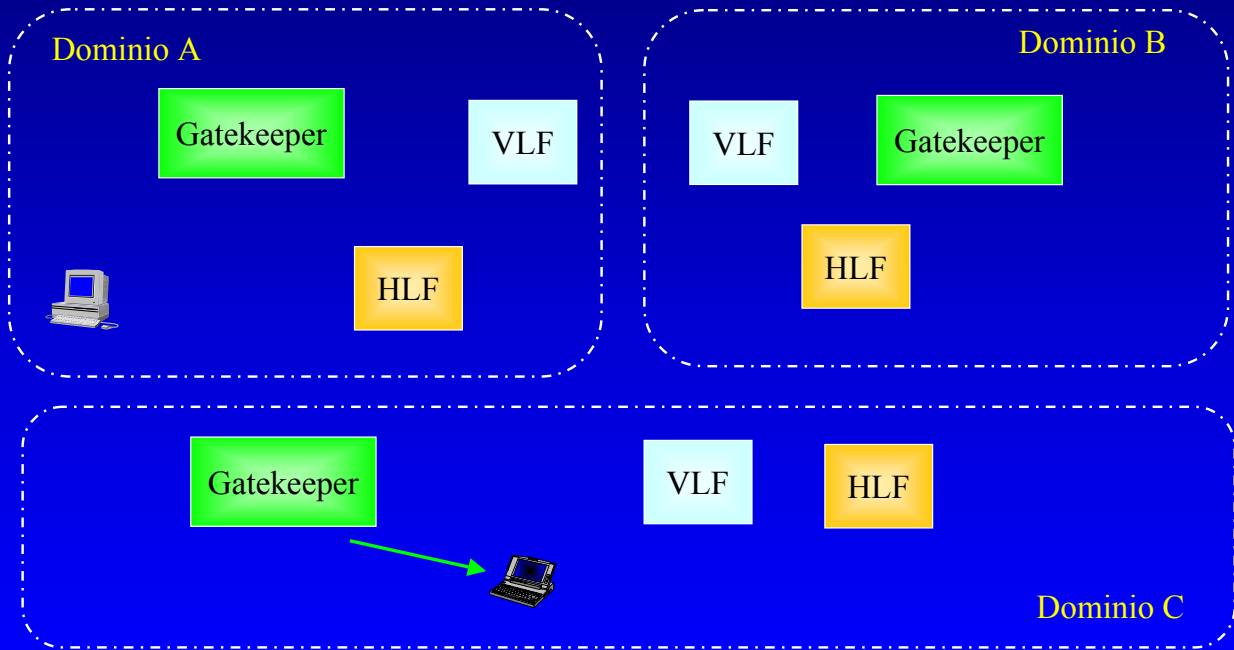 Dominio A
Gatekeeper
VLF
HLF
Dominio B
VLF
Gatekeeper
HLF
Gatekeeper
VLF
HLF
Dominio C